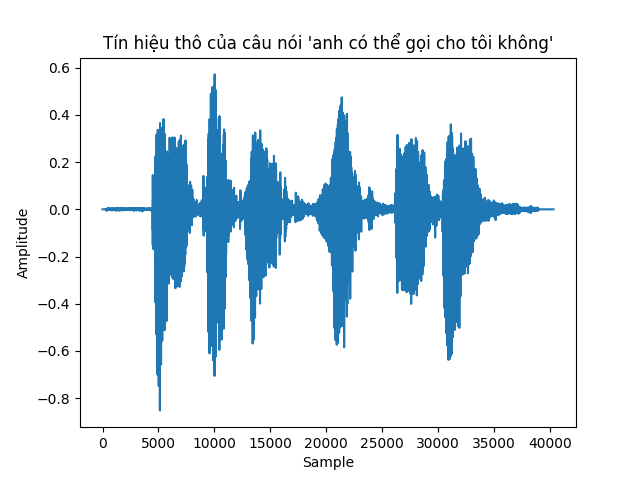 Tín hiệu thô của câu nói 'anh có thể gọi cho tôi không'
0.6
0.4
0.2
0.0
−0.2
−0.4
−0.6
−0.8
Amplitude
0 5000 10000 15000 20000 25000 30000 35000 40000
Sample